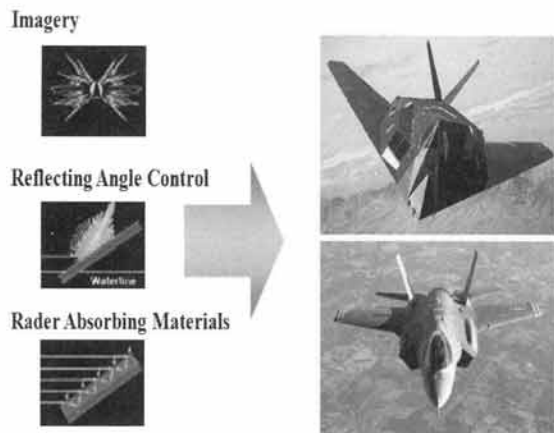 Imagery
Reflecting Angle Control
Waterline
Rader Absorbing Materials